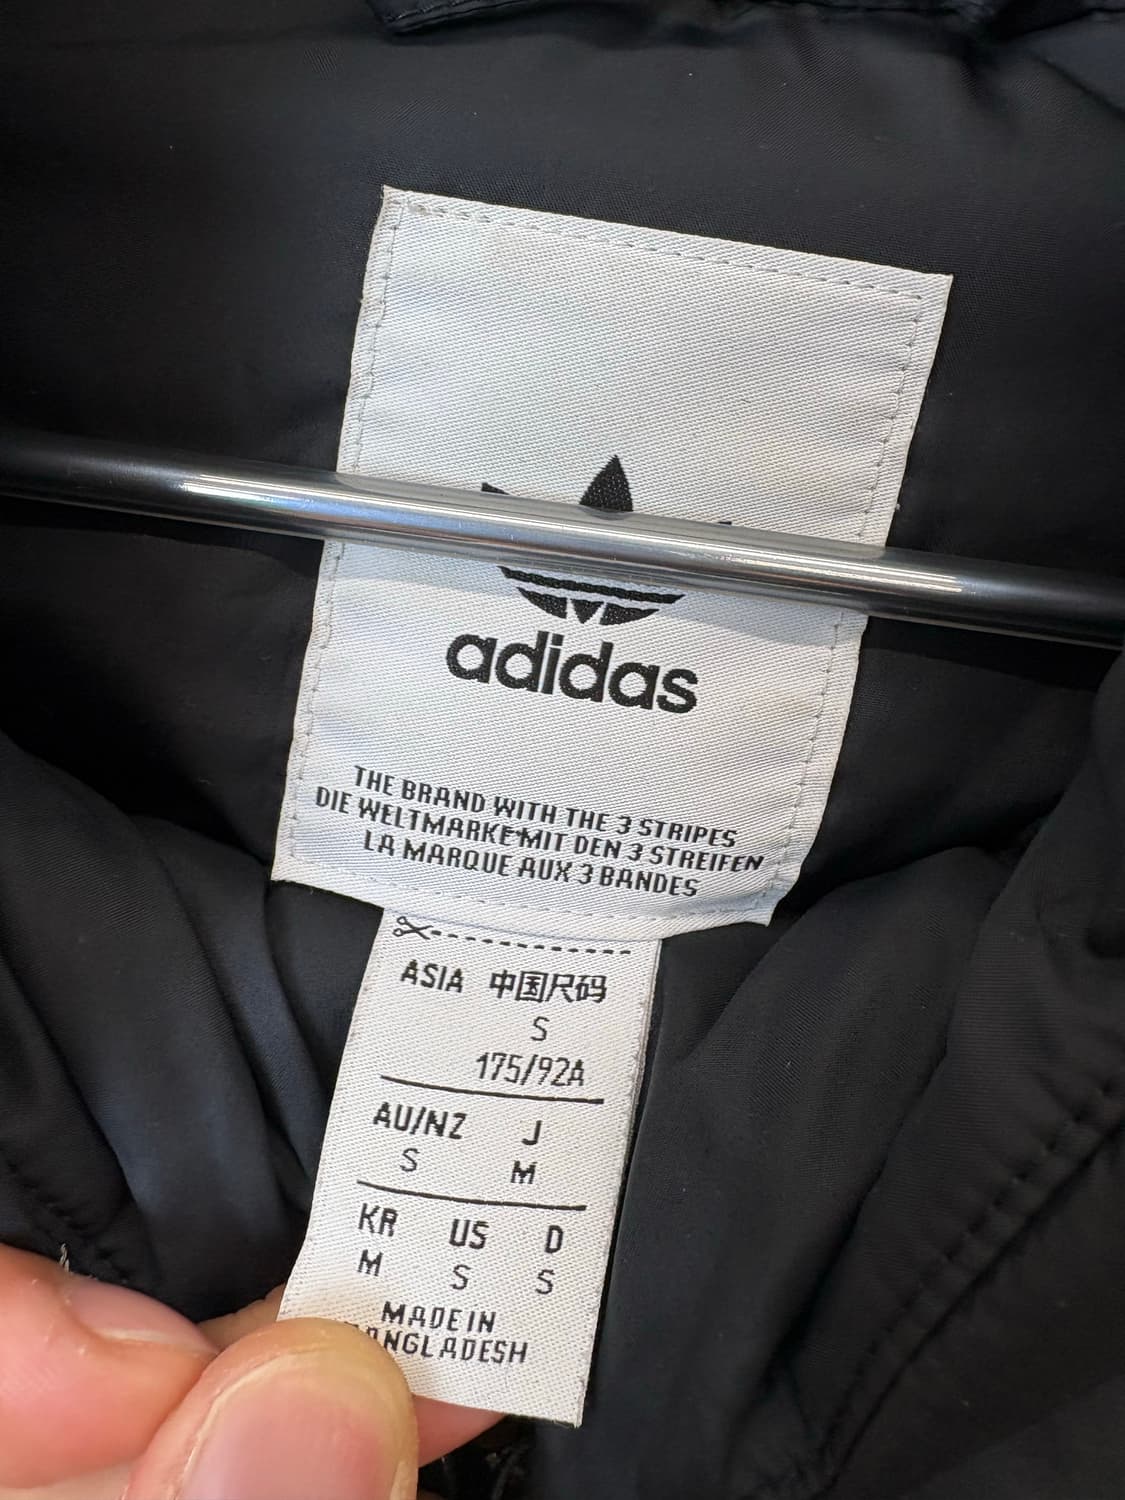 adidas
THE BRAND WITH THE 3 STRIPES
DIE WELTMARKE MIT DEN 3 STREIFEN
LA MARQUE AUX 3 BANDES
ASIA 中国尺码
S
175/92A
AU/NZ J
S M
KR US D
M S S
MADE IN